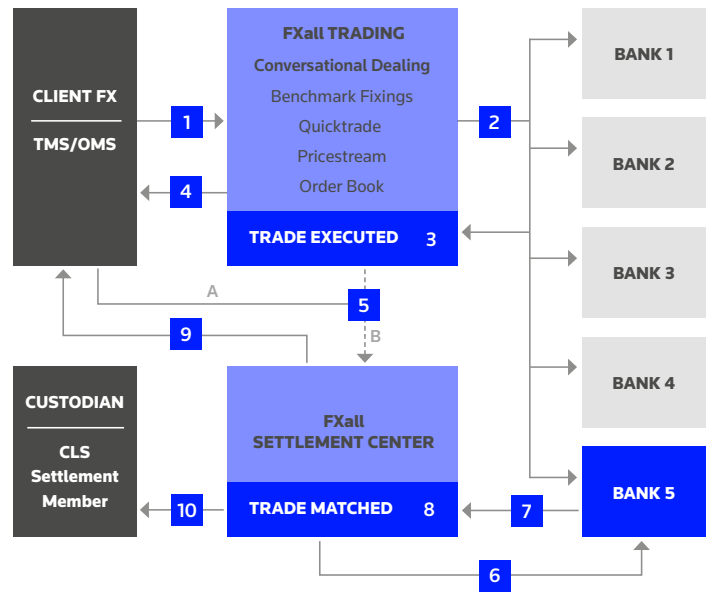 CLIENT FX
TMS/OMS
1
4
FXall TRADING
Conversational Dealing
Benchmark Fixings
Quicktrade
Pricestream
Order Book
TRADE EXECUTED 3
2
BANK 1
BANK 2
BANK 3
BANK 4
BANK 5
A
5
B
9
CUSTODIAN
CLS
Settlement
Member
10
FXall
SETTLEMENT CENTER
TRADE MATCHED 8
7
6